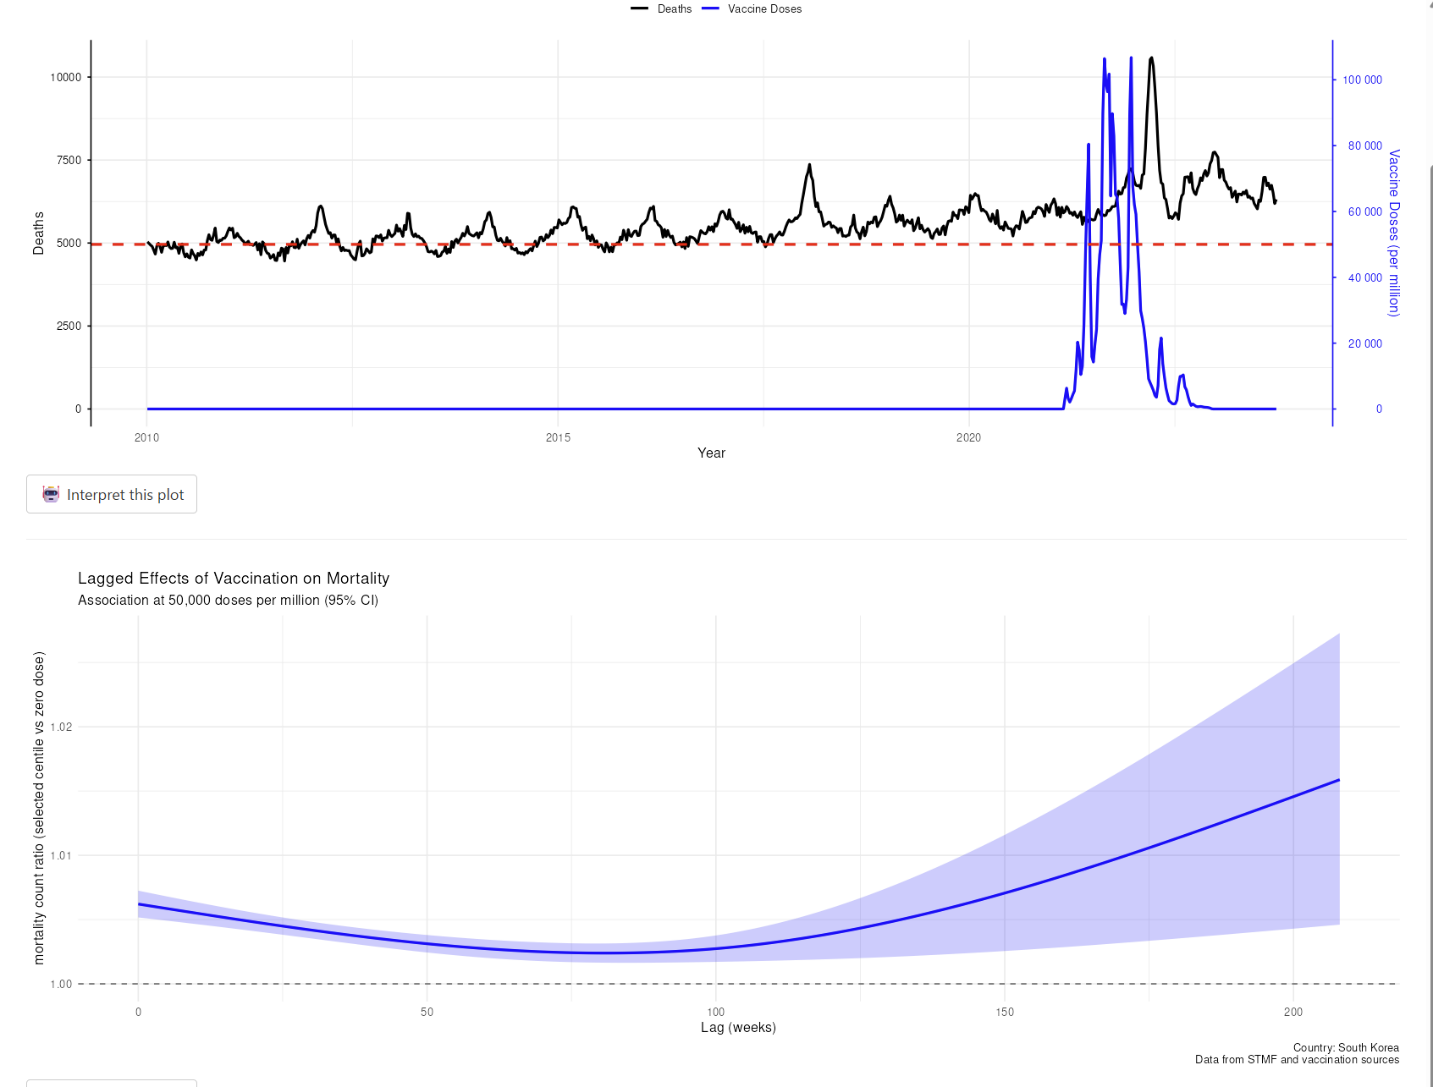 Deaths Vaccine Doses
10000
7500
5000
2500
0
Deaths
100 000
80 000
60 000
40 000
20 000
0
Vaccine Doses (per million)
2010 2015 2020
Year
Interpret this plot
Lagged Effects of Vaccination on Mortality
Association at 50,000 doses per million (95% CI)
mortality count ratio (selected centile vs zero dose)
1.02
1.01
1.00
0 50 100 150 200
Lag (weeks)
Country: South Korea
Data from STMF and vaccination sources